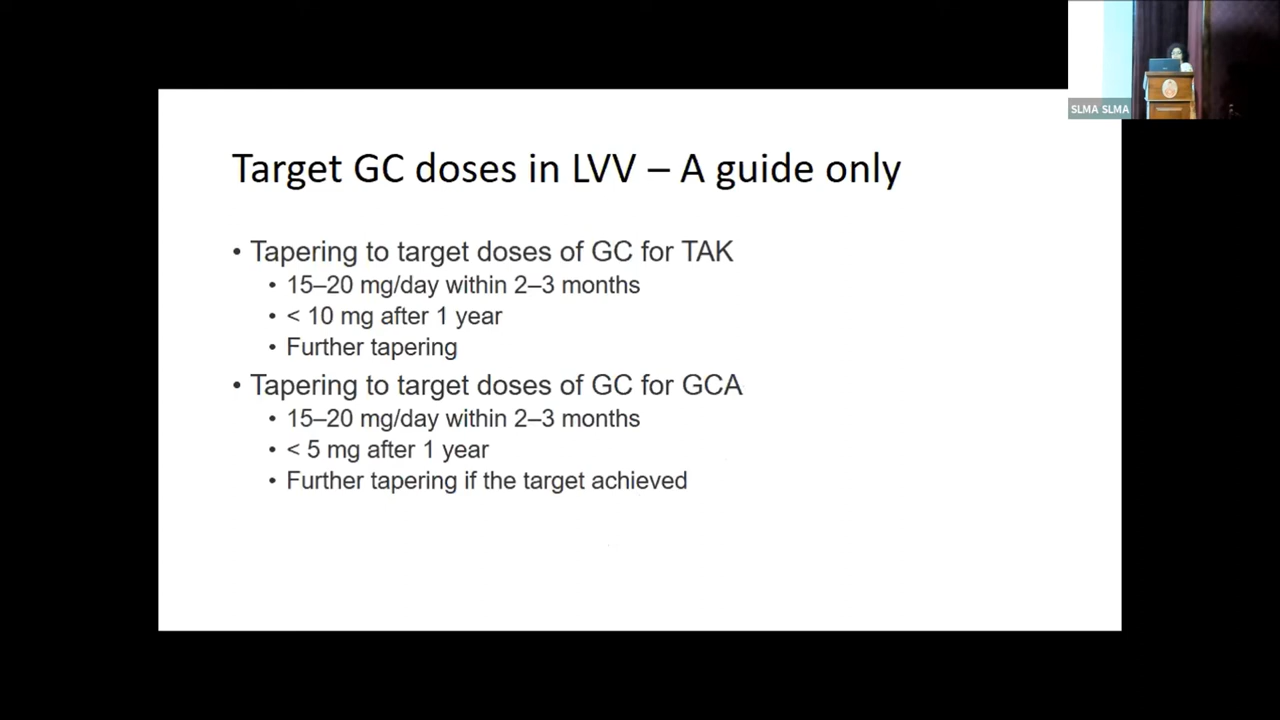 SLMA SLMA
Target GC doses in LVV – A guide only
• Tapering to target doses of GC for TAK
• 15–20 mg/day within 2–3 months
• < 10 mg after 1 year
• Further tapering
• Tapering to target doses of GC for GCA
• 15–20 mg/day within 2–3 months
• < 5 mg after 1 year
• Further tapering if the target achieved